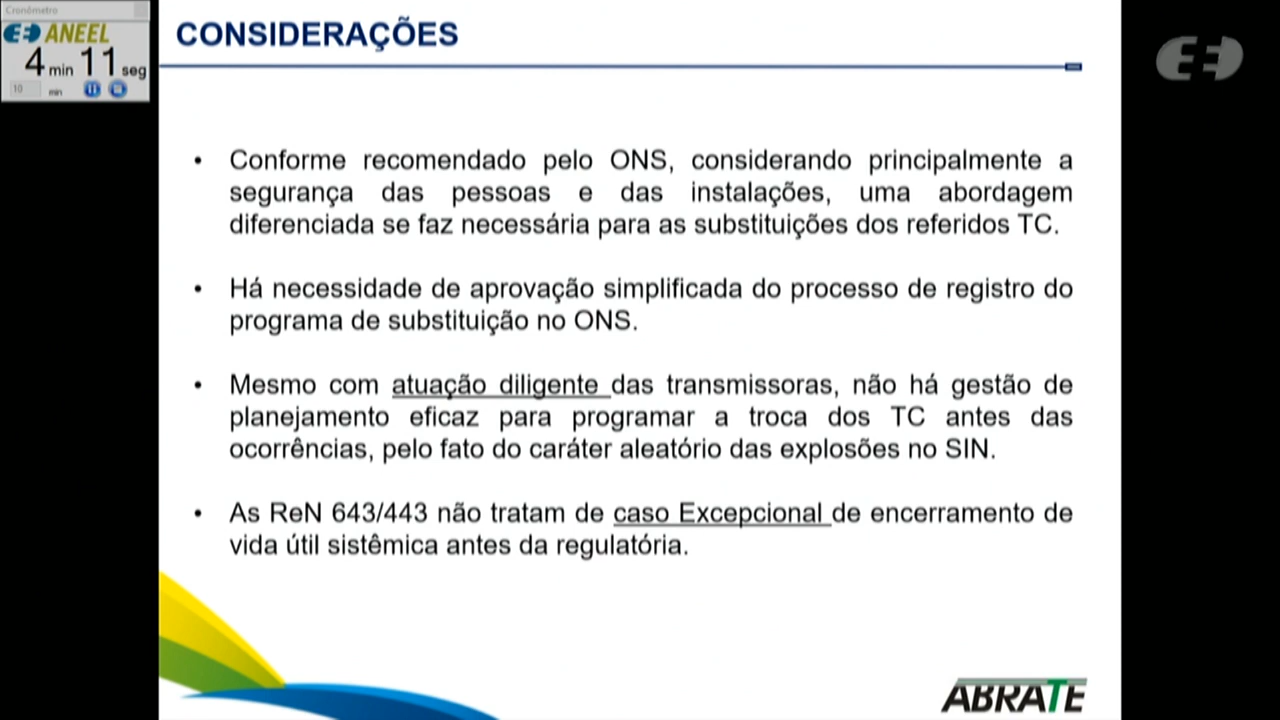 Cronômetro
ANEEL
4 min 11 seg
10 min
CONSIDERAÇÕES
• Conforme recomendado pelo ONS, considerando principalmente a
segurança das pessoas e das instalações, uma abordagem
diferenciada se faz necessária para as substituições dos referidos TC.
• Há necessidade de aprovação simplificada do processo de registro do
programa de substituição no ONS.
• Mesmo com atuação diligente das transmissoras, não há gestão de
planejamento eficaz para programar a troca dos TC antes das
ocorrências, pelo fato do caráter aleatório das explosões no SIN.
• As ReN 643/443 não tratam de caso Excepcional de encerramento de
vida útil sistêmica antes da regulatória.
ABRATE